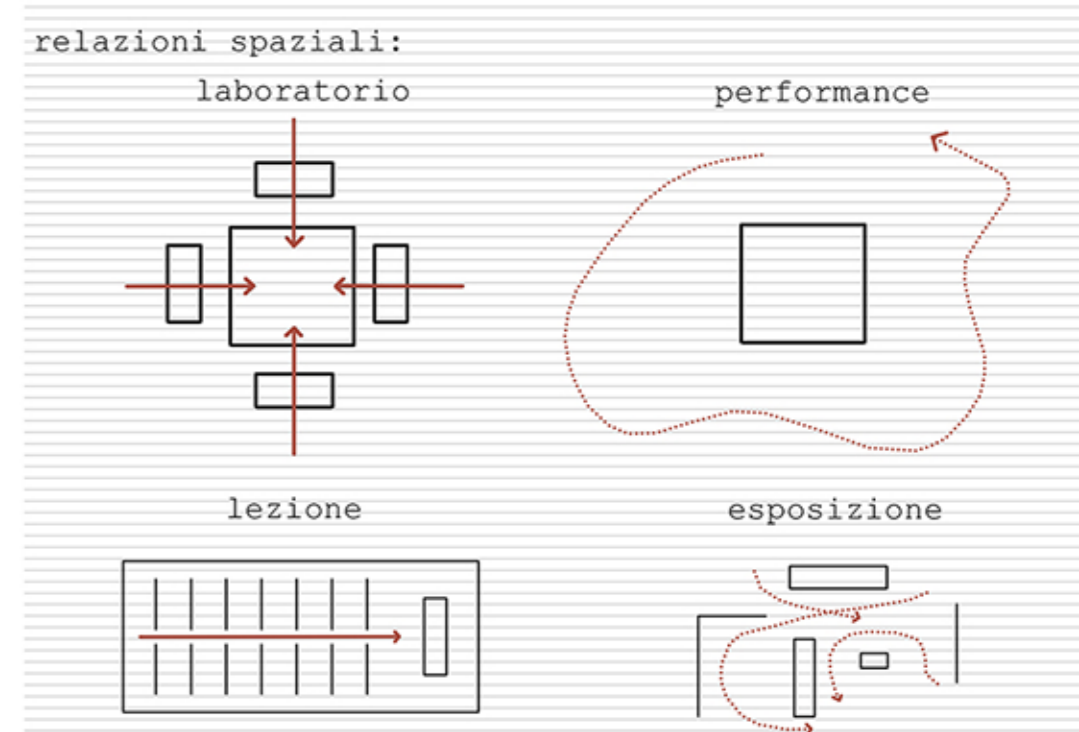 relazioni spaziali:
laboratorio
performance
lezione
esposizione